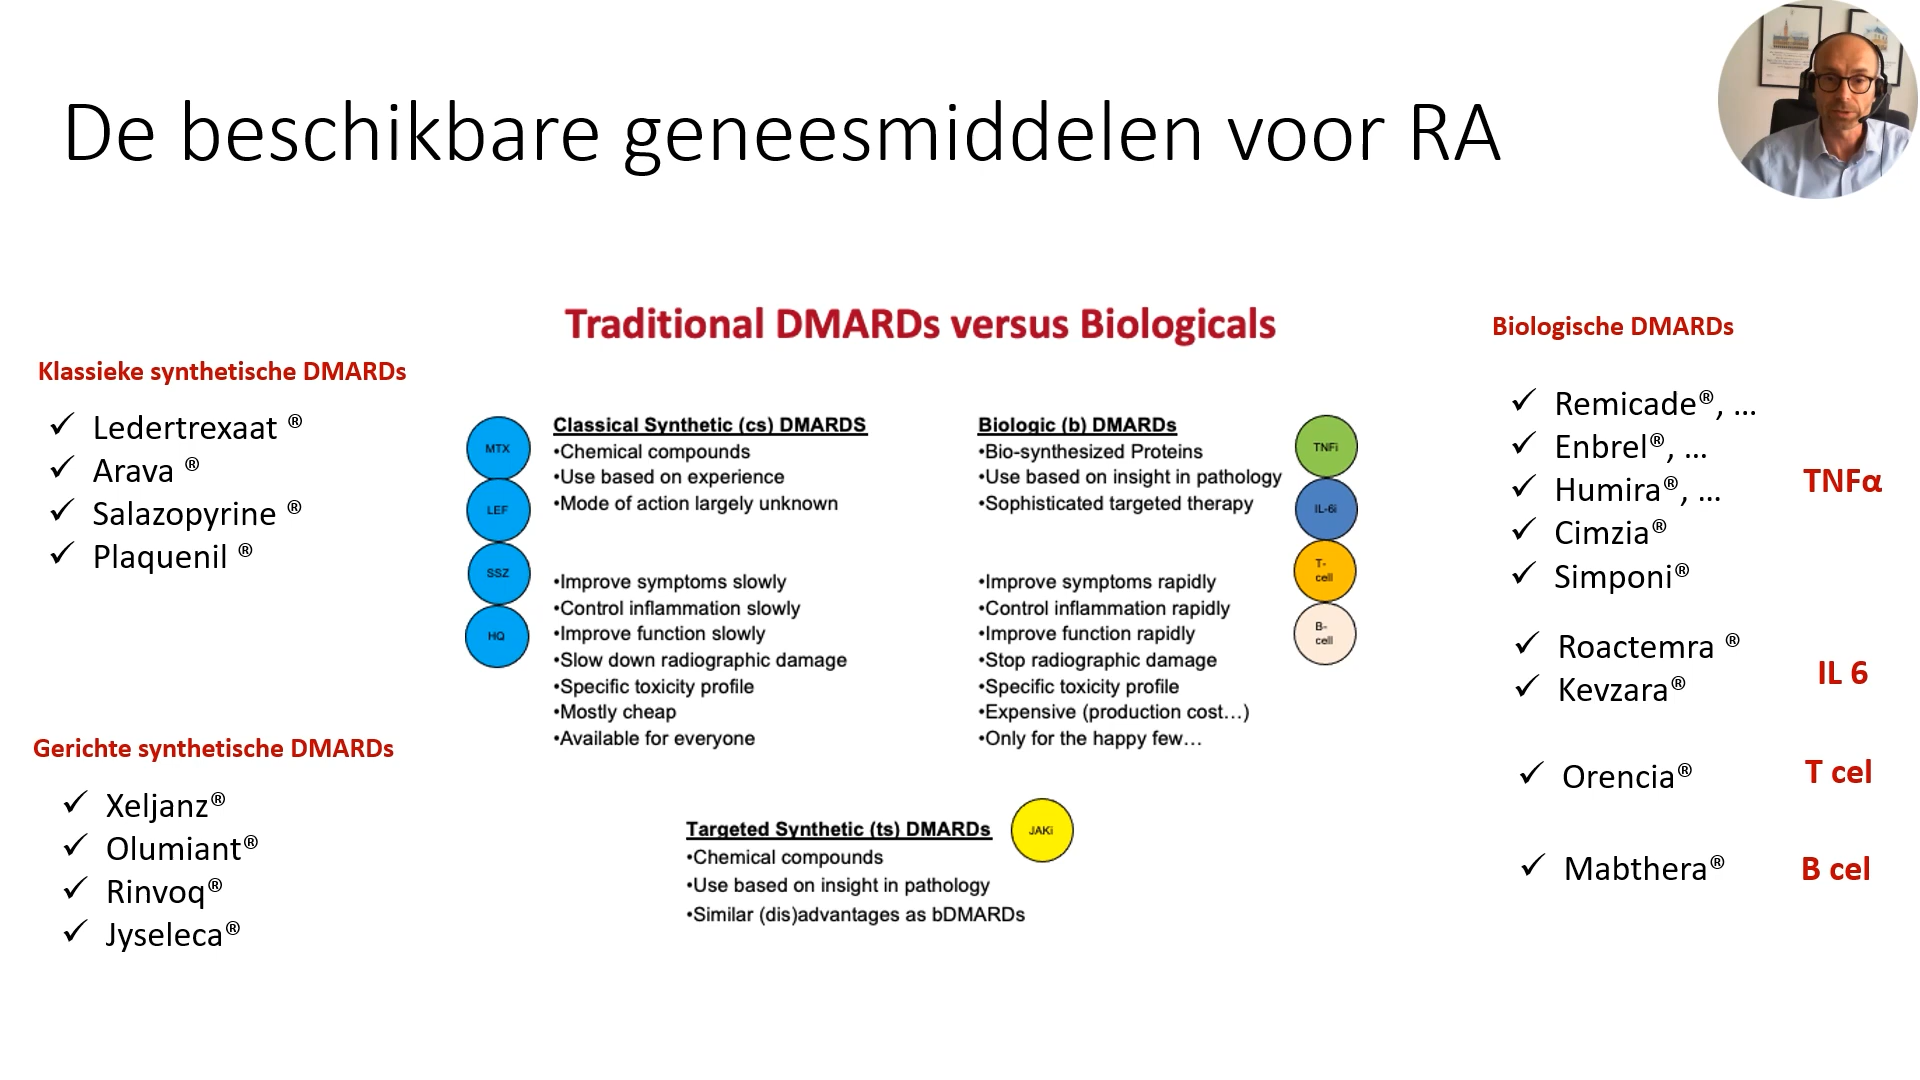 De beschikbare geneesmiddelen voor RA
Traditional DMARDs versus Biologicals
Klassieke synthetische DMARDs
✓ Ledertrexaat ®
✓ Arava ®
✓ Salazopyrine ®
✓ Plaquenil ®
Gerichte synthetische DMARDs
✓ Xeljanz®
✓ Olumiant®
✓ Rinvoq®
✓ Jyseleca®
MTX
LEF
SSZ
HQ
Classical Synthetic (cs) DMARDS
•Chemical compounds
•Use based on experience
•Mode of action largely unknown
•Improve symptoms slowly
•Control inflammation slowly
•Improve function slowly
•Slow down radiographic damage
•Specific toxicity profile
•Mostly cheap
•Available for everyone
Biologic (b) DMARDs
•Bio-synthesized Proteins
•Use based on insight in pathology
•Sophisticated targeted therapy
•Improve symptoms rapidly
•Control inflammation rapidly
•Improve function rapidly
•Stop radiographic damage
•Specific toxicity profile
•Expensive (production cost…)
•Only for the happy few…
TNFi
IL-6i
T-
cell
B-
cell
Targeted Synthetic (ts) DMARDs
JAKi
•Chemical compounds
•Use based on insight in pathology
•Similar (dis)advantages as bDMARDs
Biologische DMARDs
✓ Remicade®, …
✓ Enbrel®, …
✓ Humira®, …
✓ Cimzia®
✓ Simponi®
TNFα
✓ Roactemra ®
✓ Kevzara®
IL 6
✓ Orencia®
T cel
✓ Mabthera®
B cel